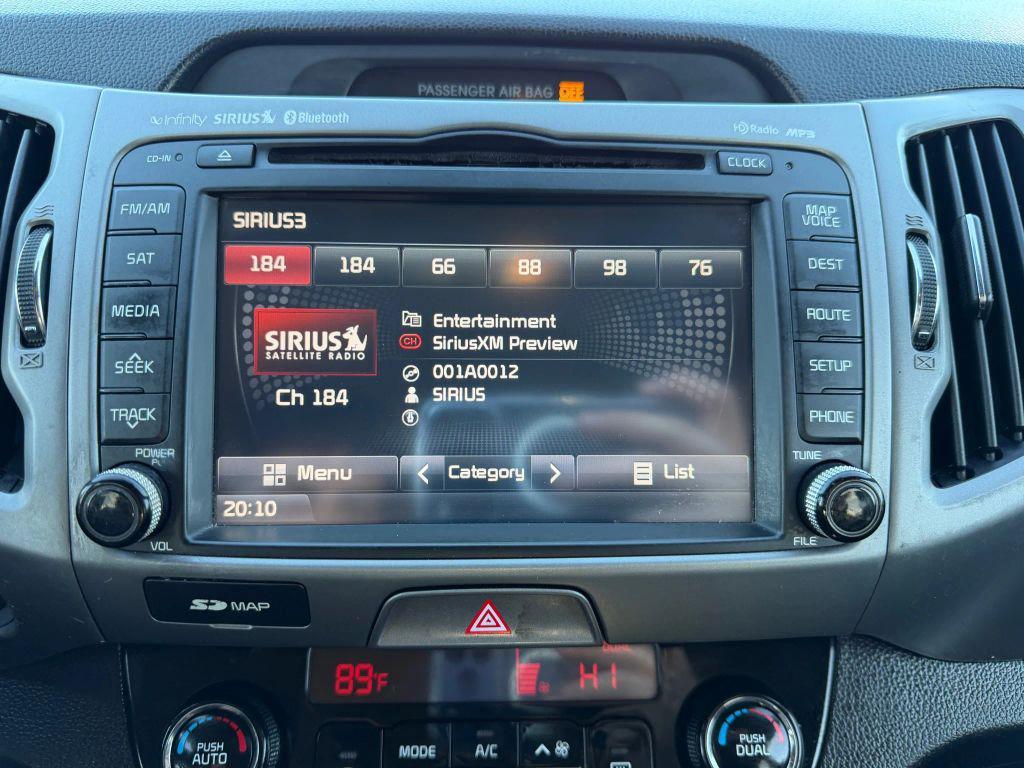 PASSENGER AIR BAG OFF
Infinity SIRIUS Bluetooth
HD Radio MP3
CD-IN
CLOCK
FM/AM
SAT
MEDIA
SEEK
TRACK
POWER
VOL
SIRIUS3
184 184 66 88 98 76
SIRIUS
SATELLITE RADIO
Ch 184
Entertainment
CH SiriusXM Preview
001A0012
SIRIUS
Menu < Category > List
20:10
MAP
VOICE
DEST
ROUTE
SETUP
PHONE
TUNE
FILE
SD MAP
DUAL
89°F HI
PUSH
AUTO
MODE
A/C
PUSH
DUAL